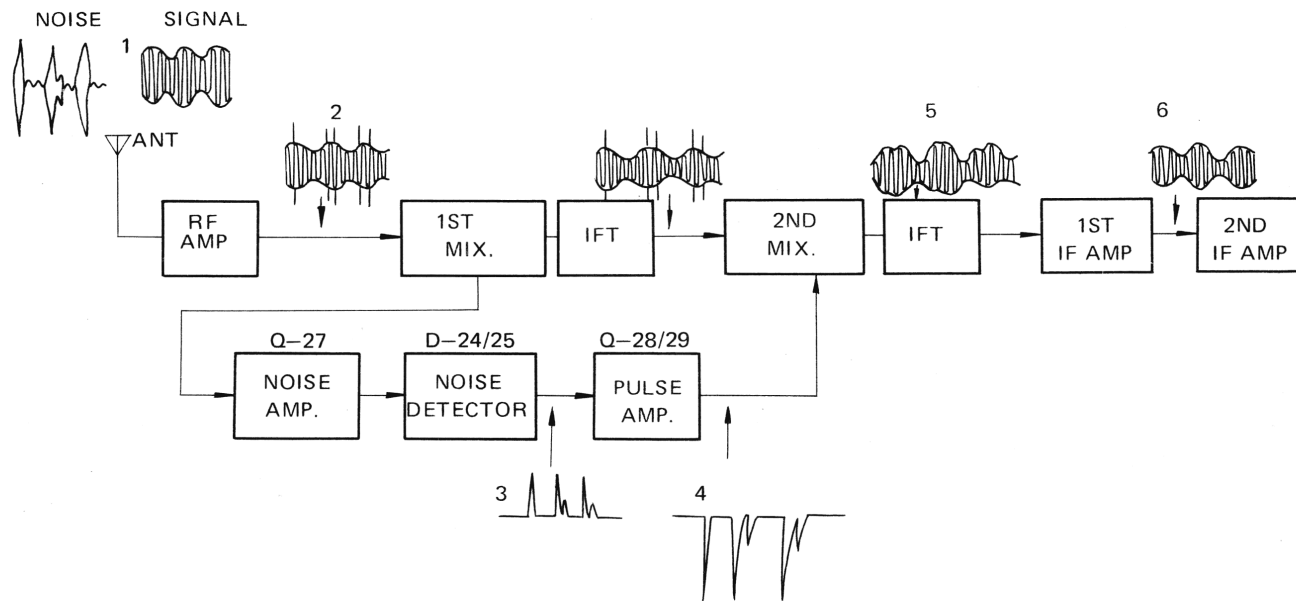 NOISE SIGNAL
1
2
5
6
ANT
RF
AMP
1ST
MIX.
IFT
2ND
MIX.
IFT
1ST
IF AMP
2ND
IF AMP
Q-27
D-24/25
Q-28/29
NOISE
AMP.
NOISE
DETECTOR
PULSE
AMP.
3
4